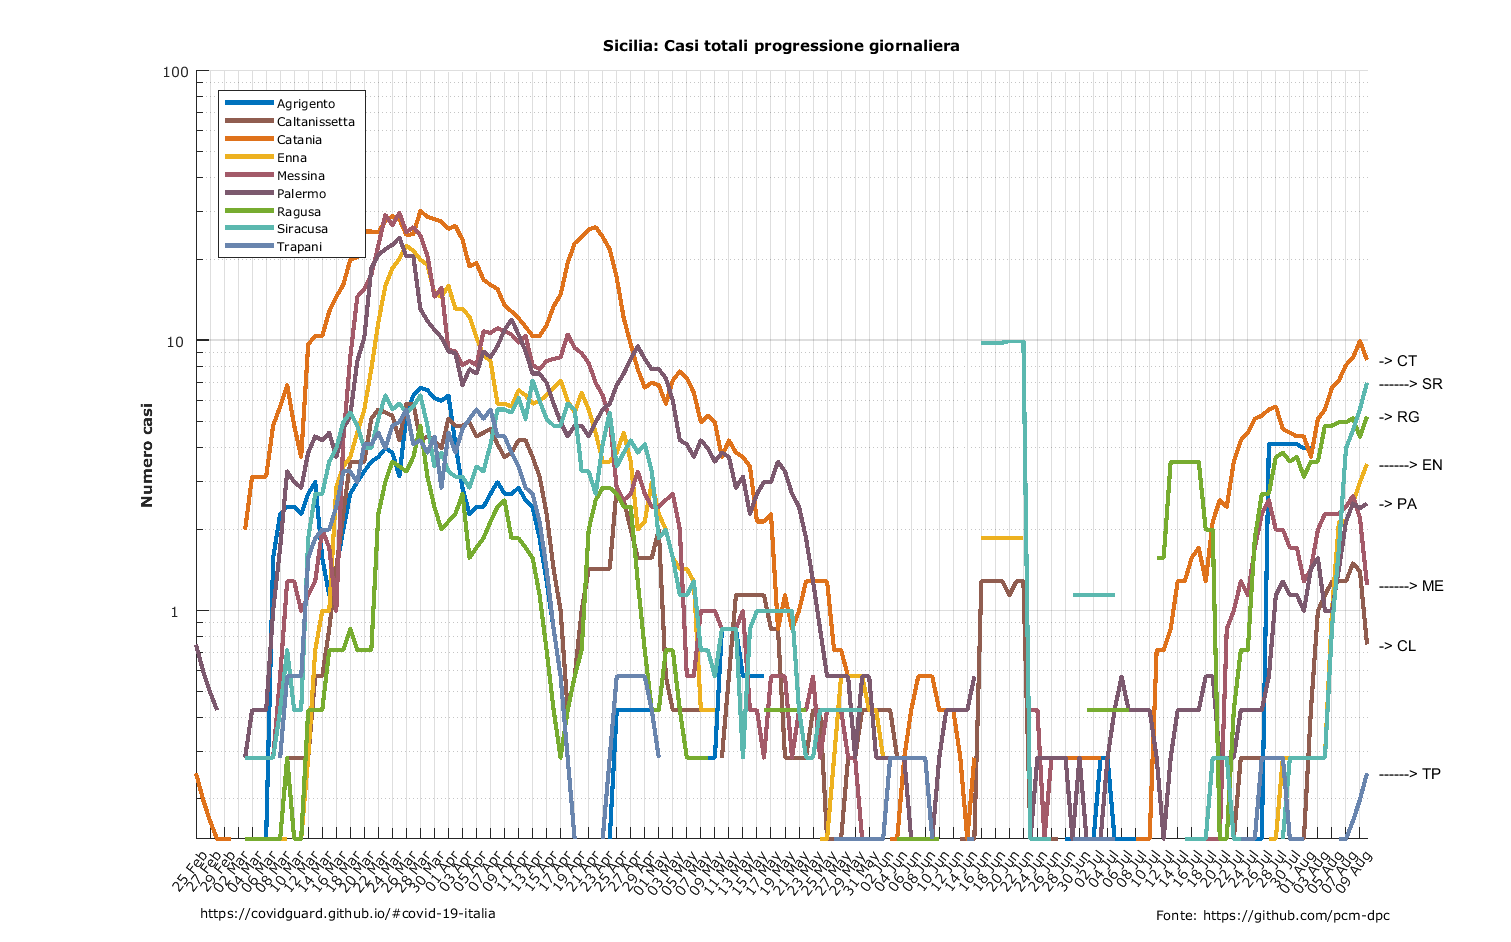 Sicilia: Casi totali progressione giornaliera
100
10
1
Numero casi
Agrigento
Caltanissetta
Catania
Enna
Messina
Palermo
Ragusa
Siracusa
Trapani
-> CT
------> SR
-> RG
------> EN
-> PA
------> ME
-> CL
------> TP
25 Feb
27 Feb
29 Feb
02 Mar
04 Mar
06 Mar
08 Mar
10 Mar
12 Mar
14 Mar
16 Mar
18 Mar
20 Mar
22 Mar
24 Mar
26 Mar
28 Mar
30 Mar
01 Apr
03 Apr
05 Apr
07 Apr
09 Apr
11 Apr
13 Apr
15 Apr
17 Apr
19 Apr
21 Apr
23 Apr
25 Apr
27 Apr
29 Apr
01 May
03 May
05 May
07 May
09 May
11 May
13 May
15 May
17 May
19 May
21 May
23 May
25 May
27 May
29 May
31 May
02 Jun
04 Jun
06 Jun
08 Jun
10 Jun
12 Jun
14 Jun
16 Jun
18 Jun
20 Jun
22 Jun
24 Jun
26 Jun
28 Jun
30 Jun
02 Jul
04 Jul
06 Jul
08 Jul
10 Jul
12 Jul
14 Jul
16 Jul
18 Jul
20 Jul
22 Jul
24 Jul
26 Jul
28 Jul
30 Jul
01 Aug
03 Aug
05 Aug
07 Aug
09 Aug
https://covidguard.github.io/#covid-19-italia
Fonte: https://github.com/pcm-dpc